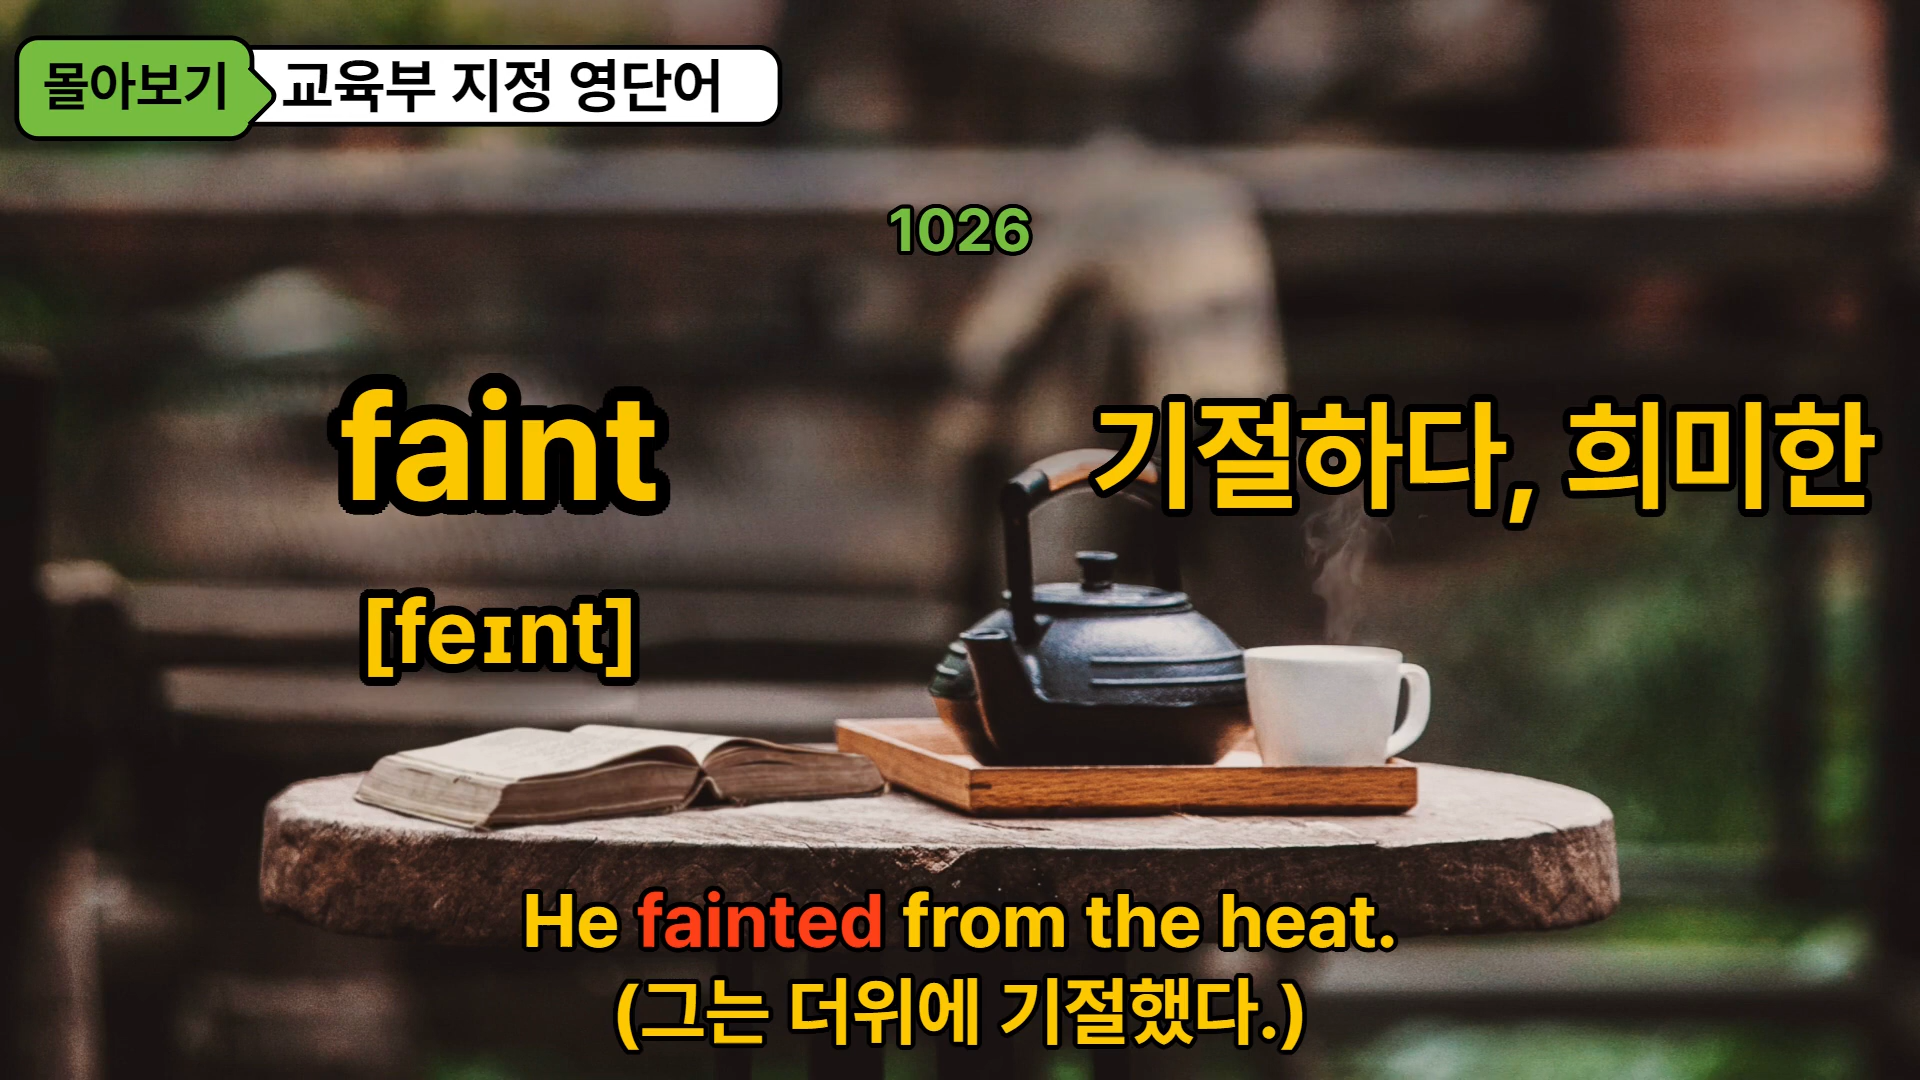 몰아보기 교육부 지정 영단어
1026
faint 기절하다, 희미한
[feɪnt]
He fainted from the heat.
(그는 더위에 기절했다.)